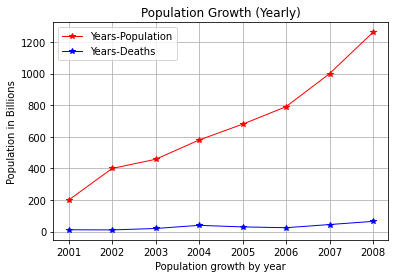 Population Growth (Yearly)
Years-Population
Years-Deaths
Population in Billions
1200
1000
800
600
400
200
0
2001 2002 2003 2004 2005 2006 2007 2008
Population growth by year